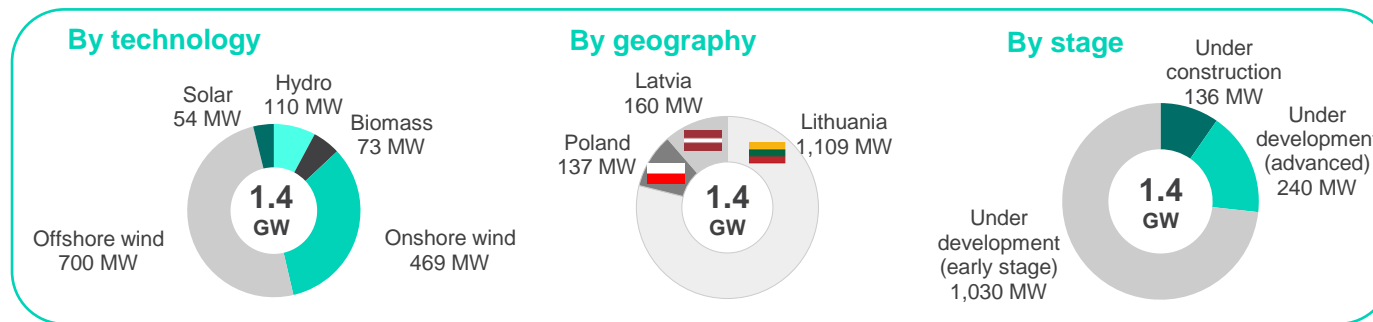 By technology
Solar
54 MW
Hydro
110 MW
Biomass
73 MW
Offshore wind
700 MW
1.4
GW
Onshore wind
469 MW
By geography
Latvia
160 MW
Poland
137 MW
Lithuania
1,109 MW
1.4
GW
By stage
Under
construction
136 MW
Under
development
(advanced)
240 MW
1.4
GW
Under
development
(early stage)
1,030 MW